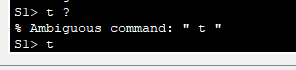 S1> t ?
% Ambiguous command: " t "
S1> t